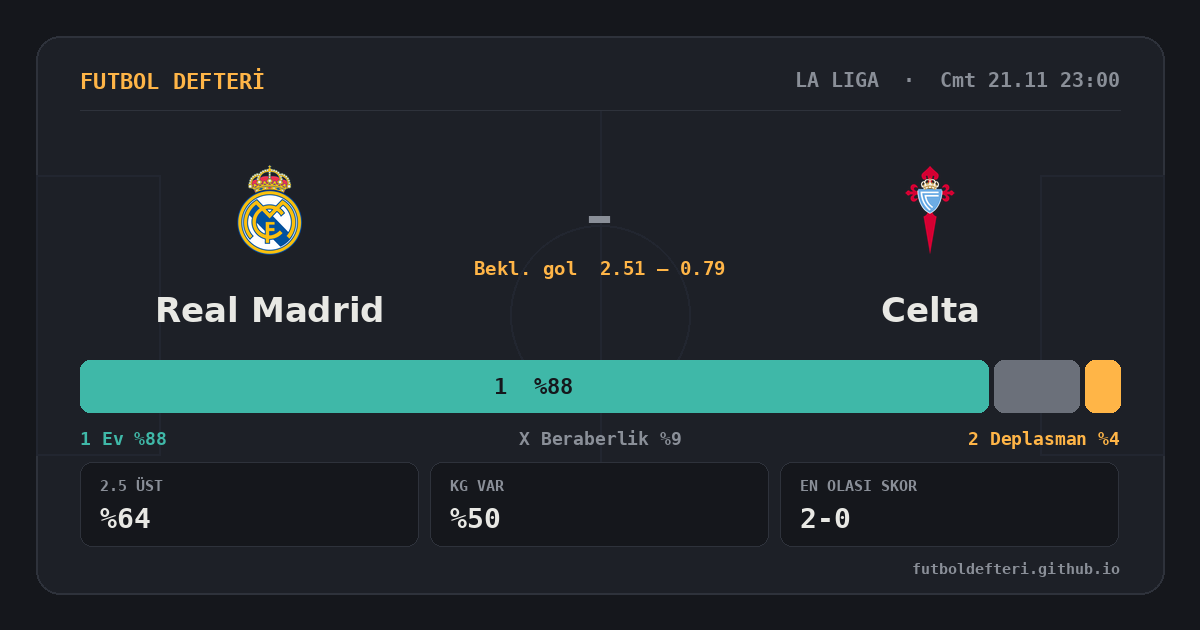 FUTBOL DEFTERİ
LA LIGA · Cmt 21.11 23:00
–
Bekl. gol 2.51 – 0.79
Real Madrid
Celta
1 %88
1 Ev %88
X Beraberlik %9
2 Deplasman %4
2.5 ÜST
KG VAR
EN OLASI SKOR
%64
%50
2-0
futboldefteri.github.io